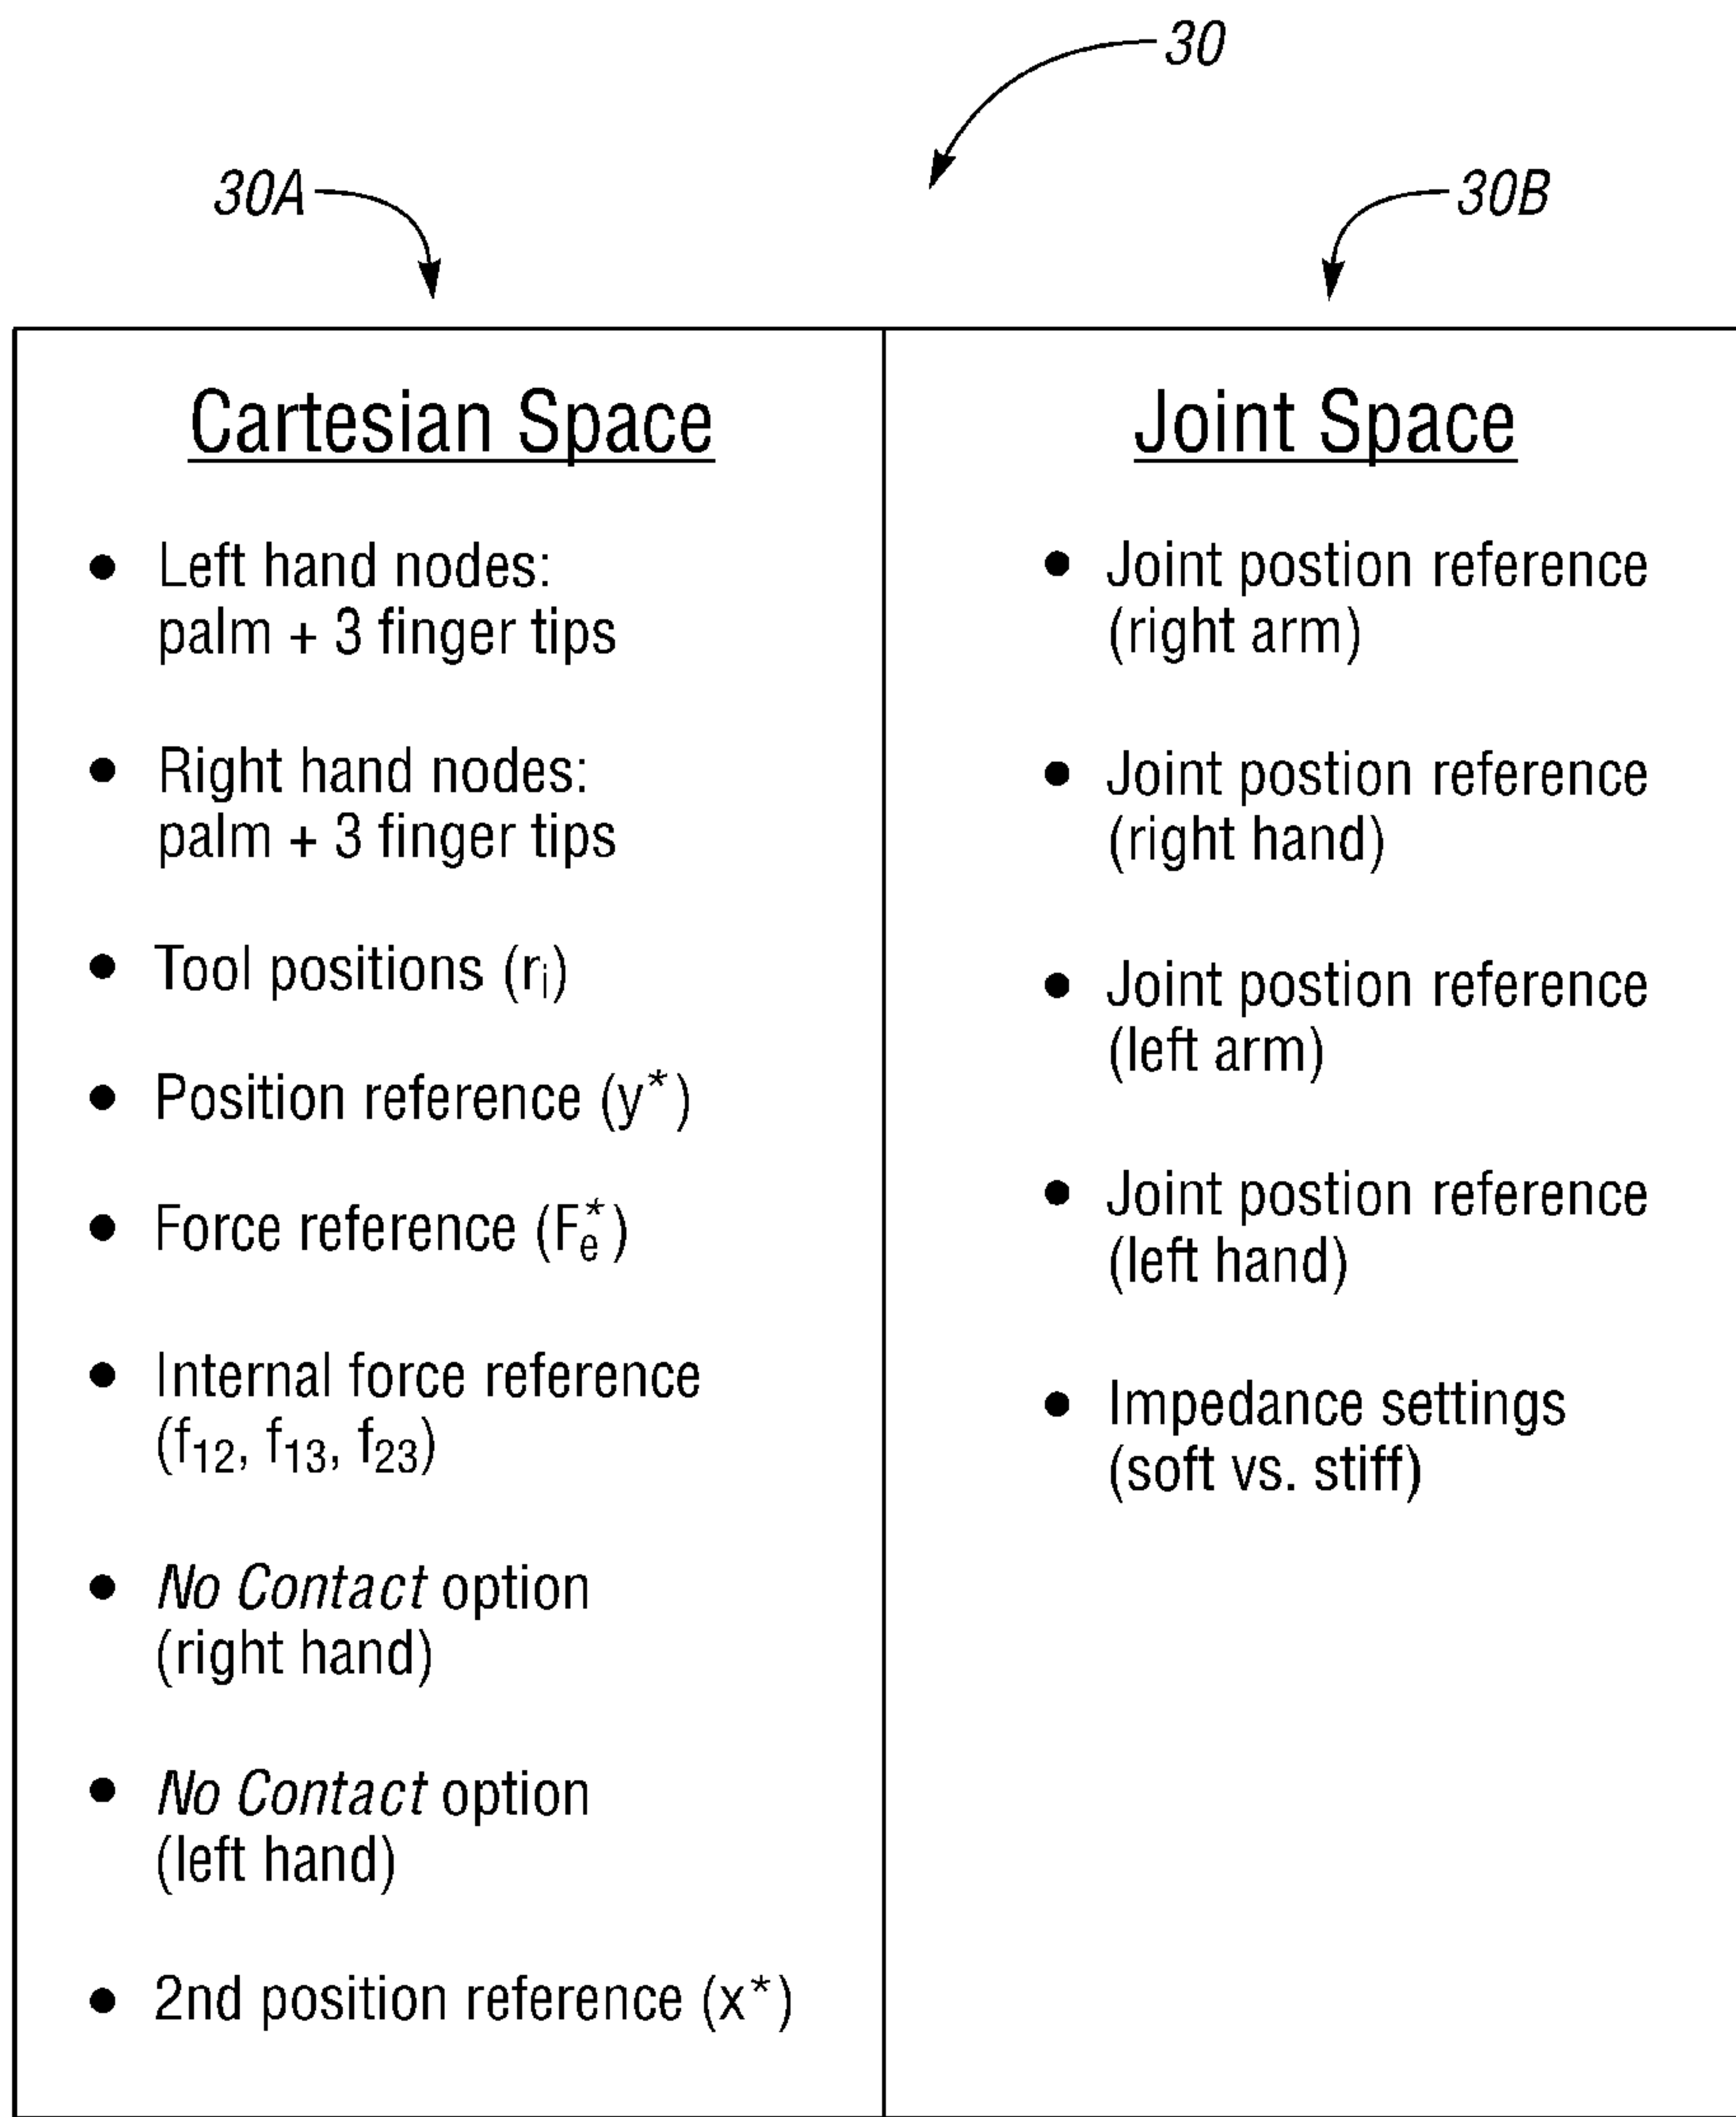 30
30A
30B
Cartesian Space
● Left hand nodes:
palm + 3 finger tips
● Right hand nodes:
palm + 3 finger tips
● Tool positions (rᵢ)
● Position reference (y*)
● Force reference (Fₑ*)
● Internal force reference
(f₁₂, f₁₃, f₂₃)
● No Contact option
(right hand)
● No Contact option
(left hand)
● 2nd position reference (x*)
Joint Space
● Joint postion reference
(right arm)
● Joint postion reference
(right hand)
● Joint postion reference
(left arm)
● Joint postion reference
(left hand)
● Impedance settings
(soft vs. stiff)